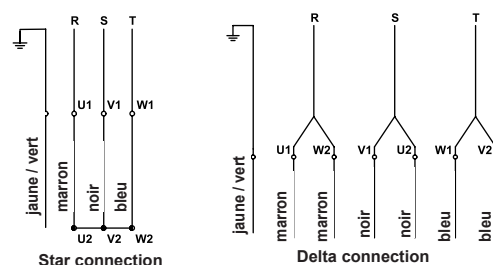 R S T
U1 V1 W1
jaune / vert
marron
noir
bleu
U2 V2 W2
Star connection
R S T
U1 W2 V1 U2 W1 V2
jaune / vert
marron
marron
noir
noir
bleu
bleu
Delta connection